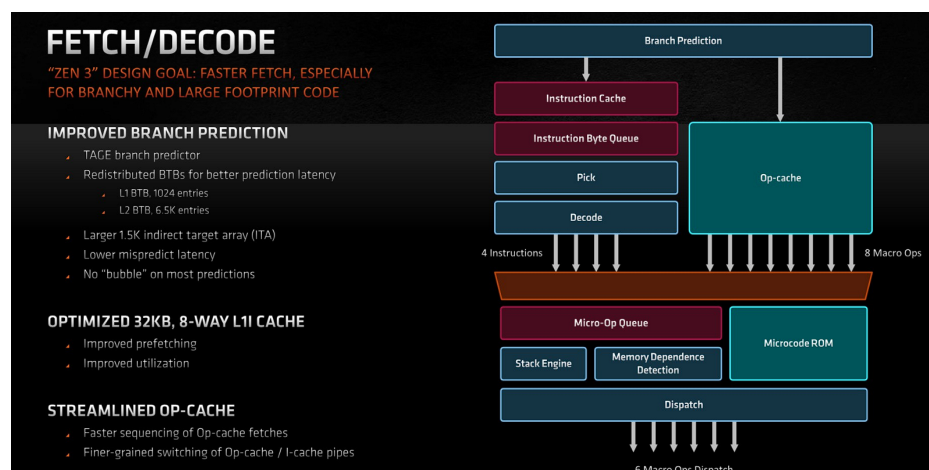 FETCH/DECODE
“ZEN 3” DESIGN GOAL: FASTER FETCH, ESPECIALLY
FOR BRANCHY AND LARGE FOOTPRINT CODE
IMPROVED BRANCH PREDICTION
TAGE branch predictor
Redistributed BTBs for better prediction latency
L1 BTB, 1024 entries
L2 BTB, 6.5K entries
Larger 1.5K indirect target array (ITA)
Lower mispredict latency
No “bubble” on most predictions
OPTIMIZED 32KB, 8-WAY L1I CACHE
Improved prefetching
Improved utilization
STREAMLINED OP-CACHE
Faster sequencing of Op-cache fetches
Finer-grained switching of Op-cache / I-cache pipes
Branch Prediction
Instruction Cache
Instruction Byte Queue
Pick
Op-cache
Decode
4 Instructions
8 Macro Ops
Micro-Op Queue
Microcode ROM
Stack Engine
Memory Dependence
Detection
Dispatch
6 Macro Ops Dispatch